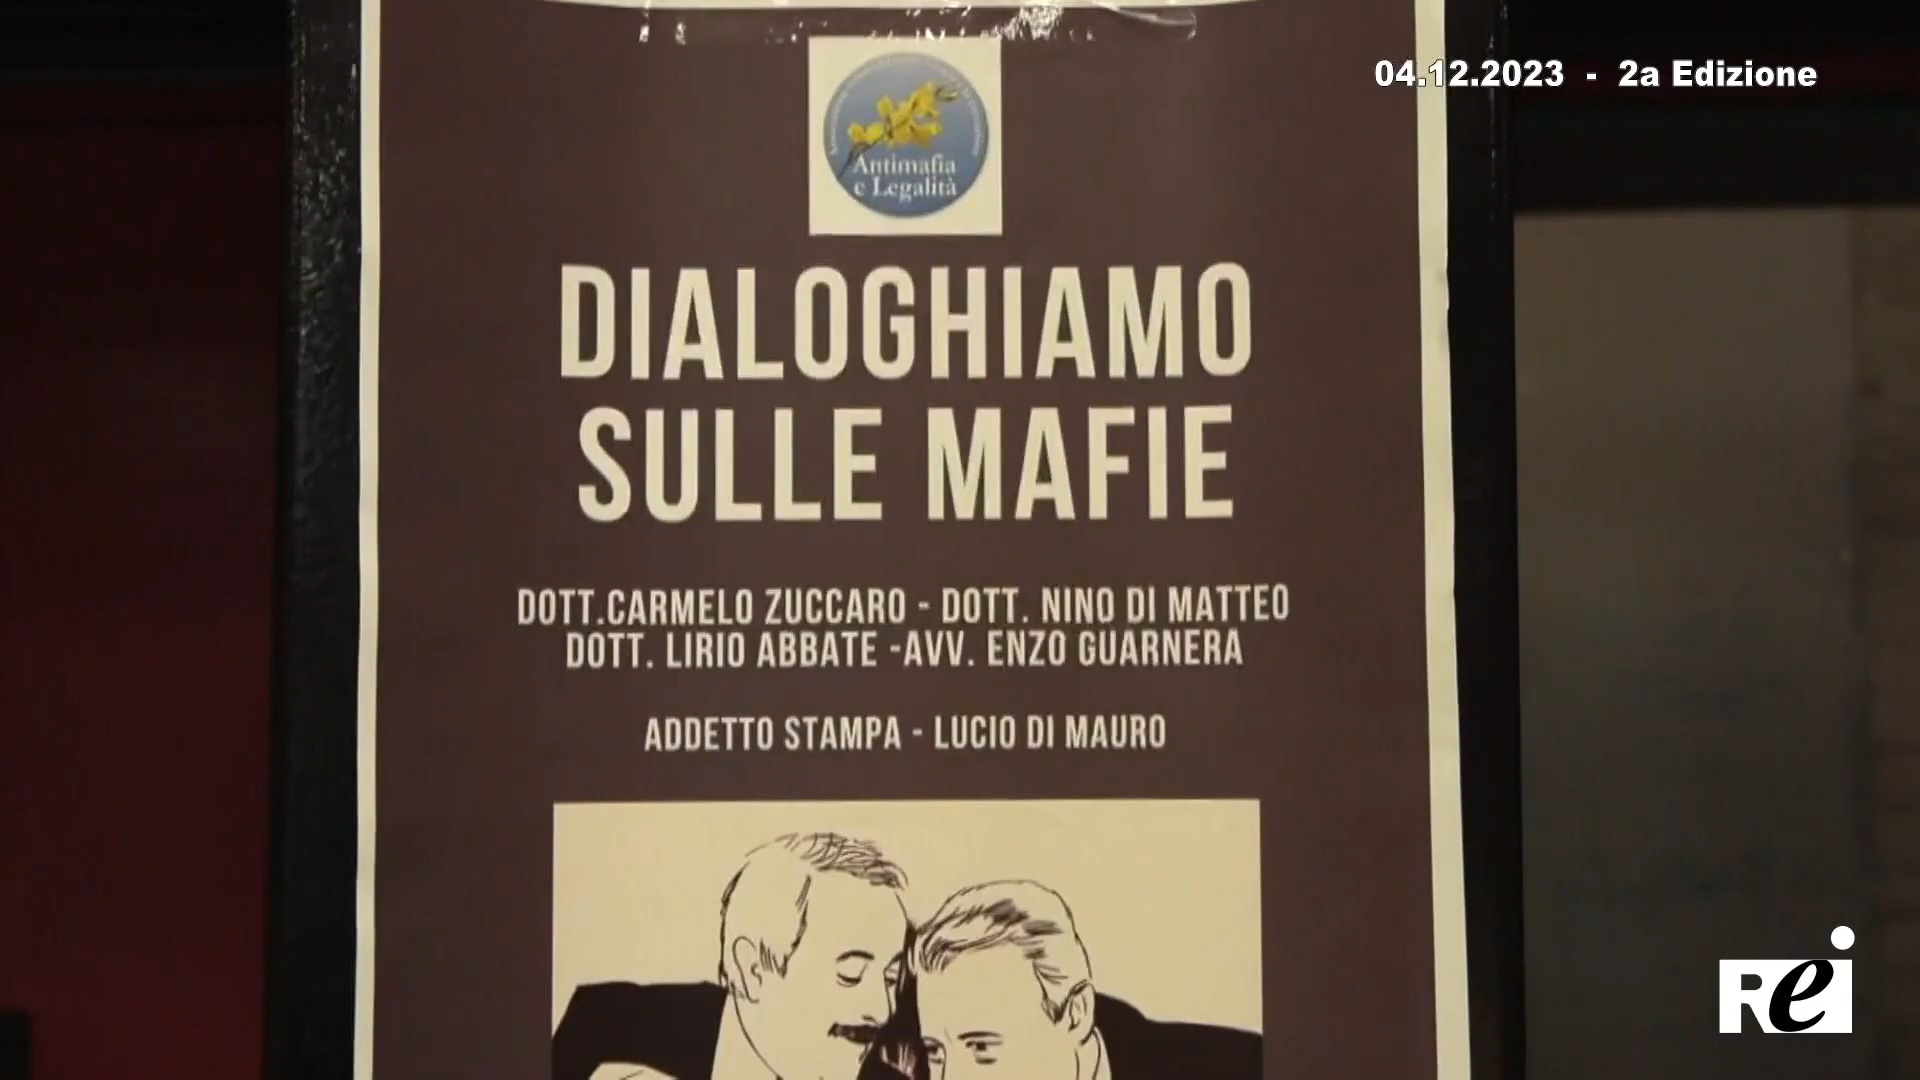 04.12.2023 - 2a Edizione
Antimafia
e Legalità
DIALOGHIAMO
SULLE MAFIE
DOTT.CARMELO ZUCCARO - DOTT. NINO DI MATTEO
DOTT. LIRIO ABBATE -AVV. ENZO GUARNERA
ADDETTO STAMPA - LUCIO DI MAURO
Rei